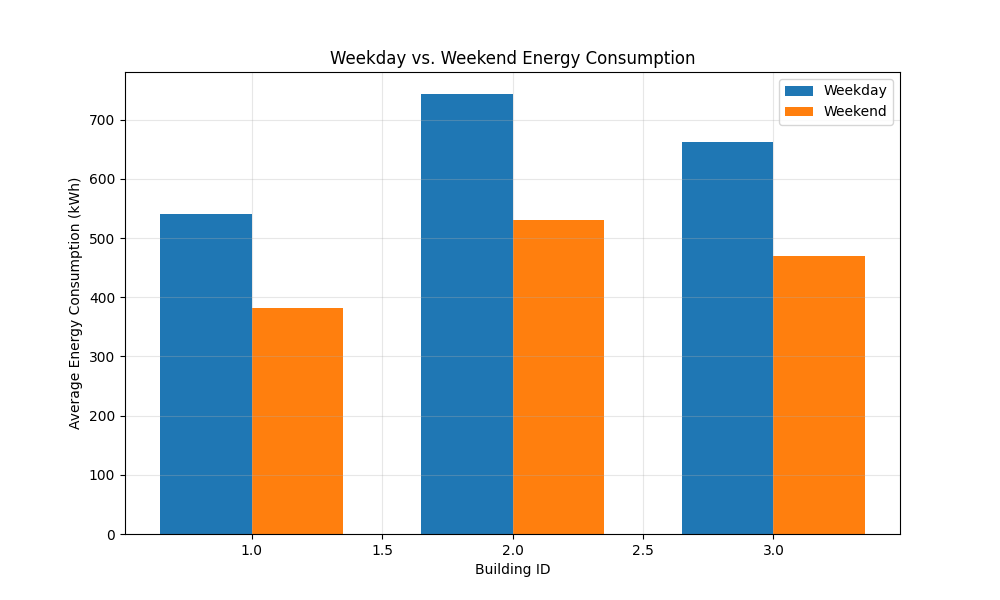 Weekday vs. Weekend Energy Consumption
Weekday
Weekend
Average Energy Consumption (kWh)
700
600
500
400
300
200
100
0
1.0 1.5 2.0 2.5 3.0
Building ID